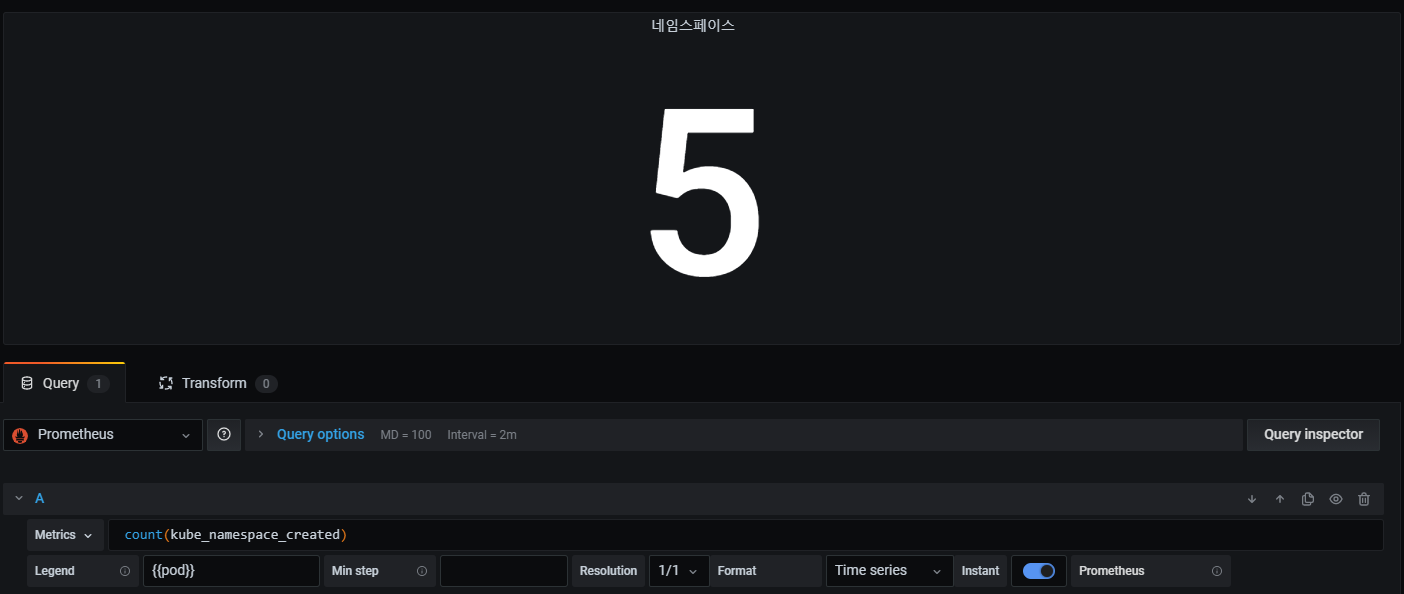 네임스페이스
5
Query 1 Transform 0
Prometheus Query options MD = 100 Interval = 2m Query inspector
A
Metrics count(kube_namespace_created)
Legend {{pod}} Min step Resolution 1/1 Format Time series Instant Prometheus